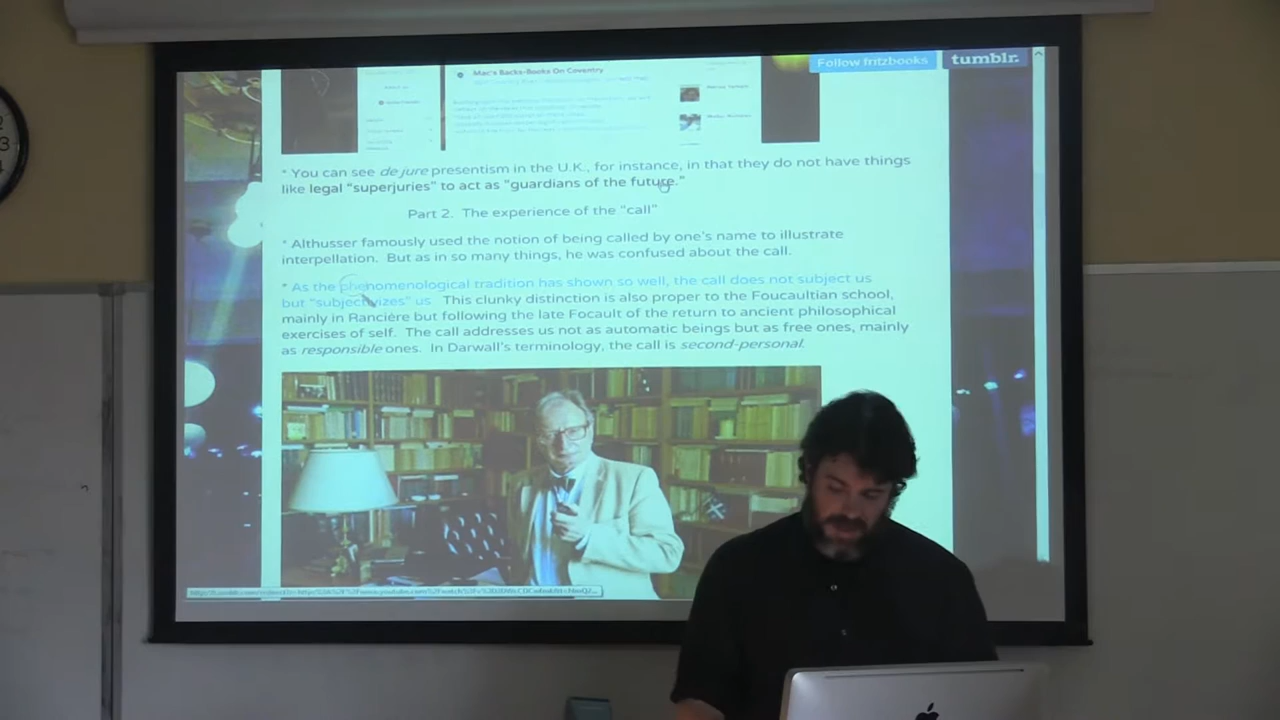 Follow fritzbooks
tumblr.
Mac's Backs-Books On Coventry
* You can see de jure presentism in the U.K., for instance, in that they do not have things
like legal "superjuries" to act as "guardians of the future."
Part 2. The experience of the "call"
* Althusser famously used the notion of being called by one's name to illustrate
interpellation. But as in so many things, he was confused about the call.
* As the phenomenological tradition has shown so well, the call does not subject us
but "subjectivizes" us This clunky distinction is also proper to the Foucaultian school,
mainly in Rancière but following the late Focault of the return to ancient philosophical
exercises of self. The call addresses us not as automatic beings but as free ones, mainly
as responsible ones. In Darwall's terminology, the call is second-personal.
2
3
4